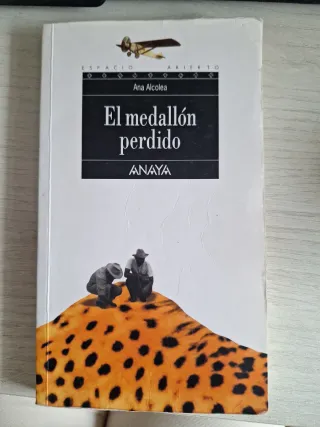 ESPACIO ABIERTO
Ana Alcolea
El medallón
perdido
ANAYA